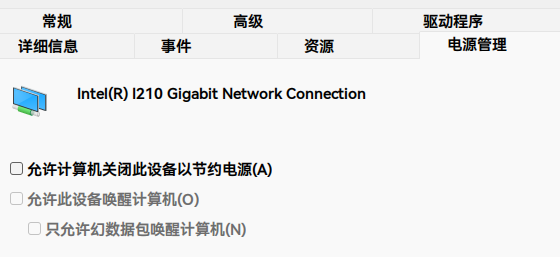 常规 高级 驱动程序
详细信息 事件 资源 电源管理
Intel(R) I210 Gigabit Network Connection
允许计算机关闭此设备以节约电源(A)
允许此设备唤醒计算机(O)
只允许幻数据包唤醒计算机(N)